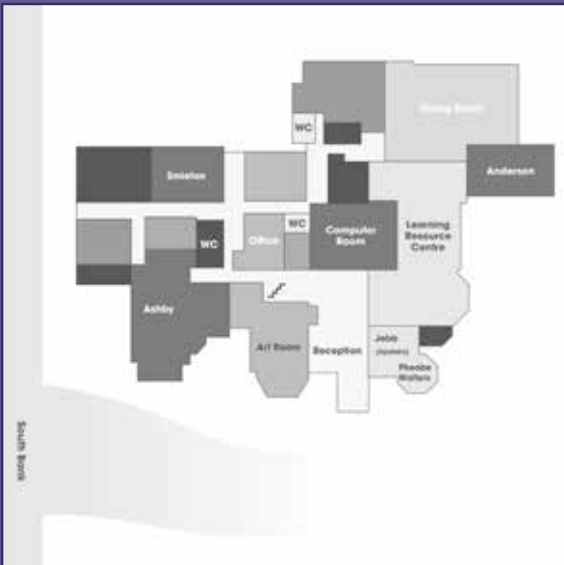 Dining Room
WC
Smeaton
Anderson
WC
Office
WC
Computer
Room
Learning
Resource
Centre
Ashby
Art Room
Reception
Jebb
(Upstairs)
Phoebe
Walters
South Bank